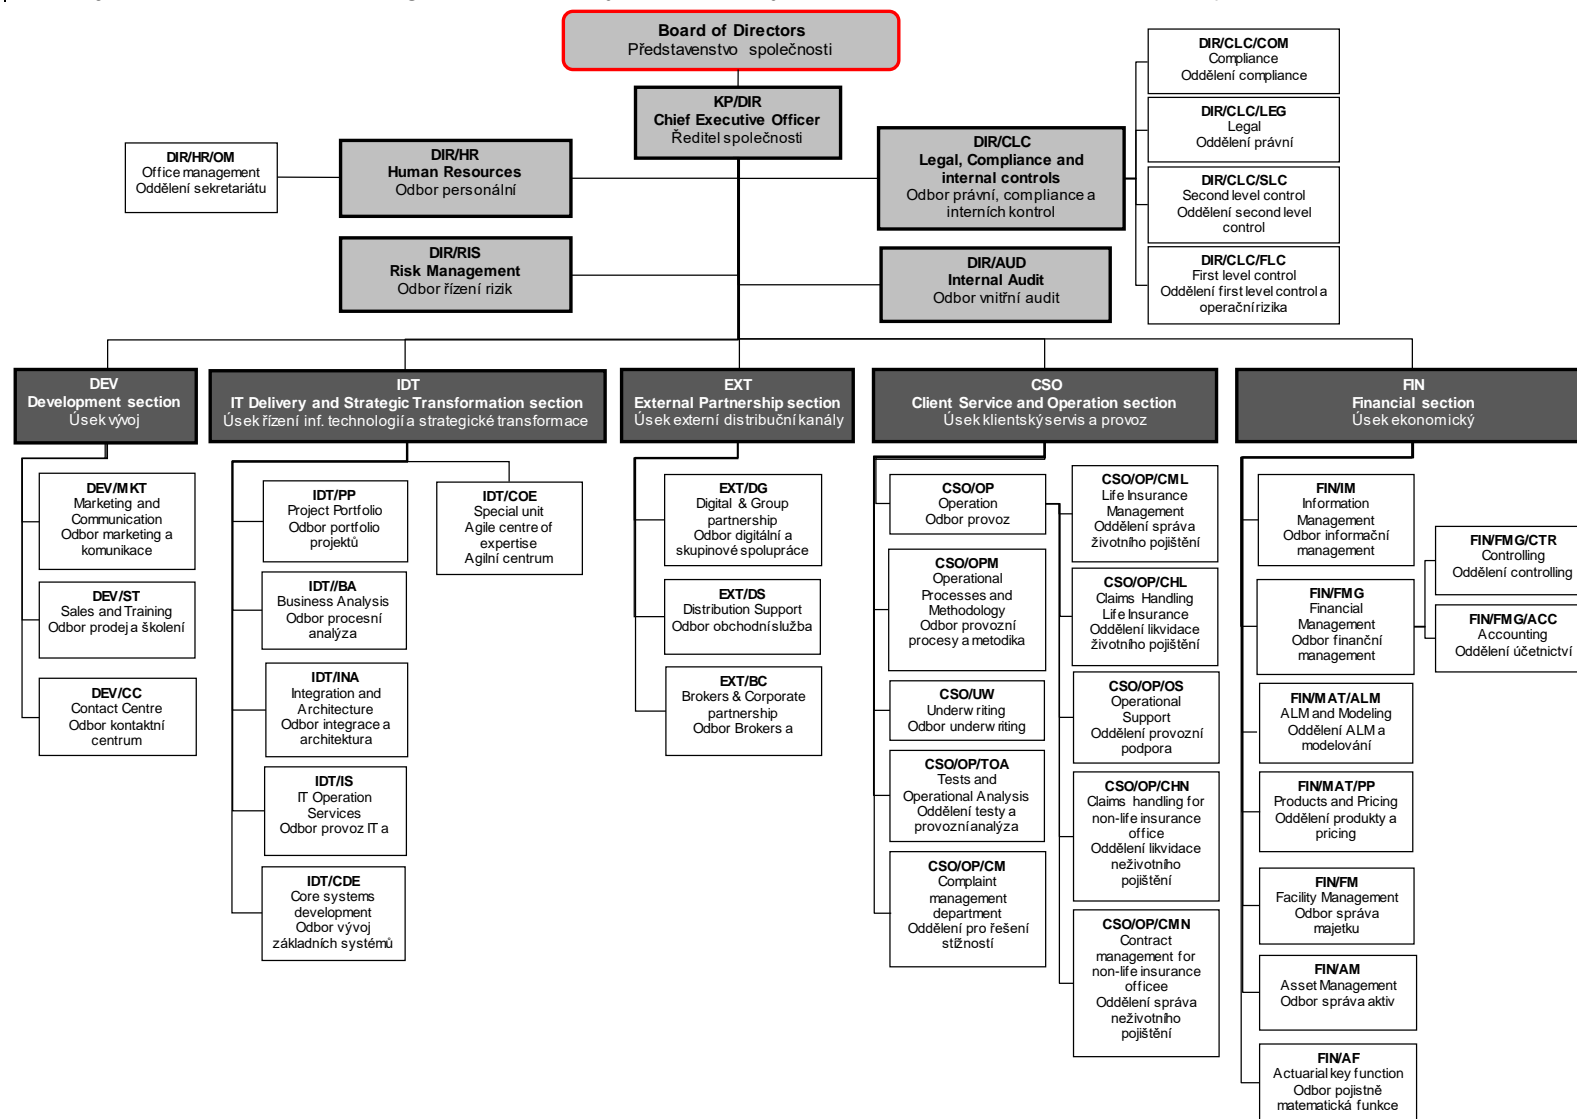 Board of Directors
Představenstvo společnosti
KP/DIR
Chief Executive Officer
Ředitel společnosti
DIR/HR/OM
Office management
Oddělení sekretariátu
DIR/HR
Human Resources
Odbor personální
DIR/CLC
Legal, Compliance and
internal controls
Odbor právní, compliance a
interních kontrol
DIR/CLC/COM
Compliance
Oddělení compliance
DIR/CLC/LEG
Legal
Oddělení právní
DIR/CLC/SLC
Second level control
Oddělení second level
control
DIR/CLC/FLC
First level control
Oddělení first level control a
operační rizika
DIR/RIS
Risk Management
Odbor řízení rizik
DIR/AUD
Internal Audit
Odbor vnitřní audit
DEV
Development section
Úsek vývoj
IDT
IT Delivery and Strategic Transformation section
Úsek řízení inf. technologií a strategické transformace
EXT
External Partnership section
Úsek externí distribuční kanály
CSO
Client Service and Operation section
Úsek klientský servis a provoz
FIN
Financial section
Úsek ekonomický
DEV/MKT
Marketing and
Communication
Odbor marketing a
komunikace
DEV/ST
Sales and Training
Odbor prodej a školení
DEV/CC
Contact Centre
Odbor kontaktní
centrum
IDT/PP
Project Portfolio
Odbor portfolio
projektů
IDT//BA
Business Analysis
Odbor procesní
analýza
IDT/INA
Integration and
Architecture
Odbor integrace a
architektura
IDT/IS
IT Operation
Services
Odbor provoz IT a
IDT/CDE
Core systems
development
Odbor vývoj
základních systémů
IDT/COE
Special unit
Agile centre of
expertise
Agilní centrum
EXT/DG
Digital & Group
partnership
Odbor digitální a
skupinové spolupráce
EXT/DS
Distribution Support
Odbor obchodní služba
EXT/BC
Brokers & Corporate
partnership
Odbor Brokers a
CSO/OP
Operation
Odbor provoz
CSO/OPM
Operational
Processes and
Methodology
Odbor provozní
procesy a metodika
CSO/UW
Underwriting
Odbor underwriting
CSO/OP/TOA
Tests and
Operational Analysis
Oddělení testy a
provozní analýza
CSO/OP/CM
Complaint
management
department
Oddělení pro řešení
stížností
CSO/OP/CML
Life Insurance
Management
Oddělení správa
životního pojištění
CSO/OP/CHL
Claims Handling
Life Insurance
Oddělení likvidace
životního pojištění
CSO/OP/OS
Operational
Support
Oddělení provozní
podpora
CSO/OP/CHN
Claims handling for
non-life insurance
office
Oddělení likvidace
neživotního
pojištění
CSO/OP/CMN
Contract
management for
non-life insurance
officee
Oddělení správa
neživotního
pojištění
FIN/IM
Information
Management
Odbor informační
management
FIN/FMG
Financial
Management
Odbor finanční
management
FIN/FMG/CTR
Controlling
Oddělení controlling
FIN/FMG/ACC
Accounting
Oddělení účetnictví
FIN/MAT/ALM
ALM and Modeling
Oddělení ALM a
modelování
FIN/MAT/PP
Products and Pricing
Oddělení produkty a
pricing
FIN/FM
Facility Management
Odbor správa
majetku
FIN/AM
Asset Management
Odbor správa aktiv
FIN/AF
Actuarial key function
Odbor pojistně
matematická funkce